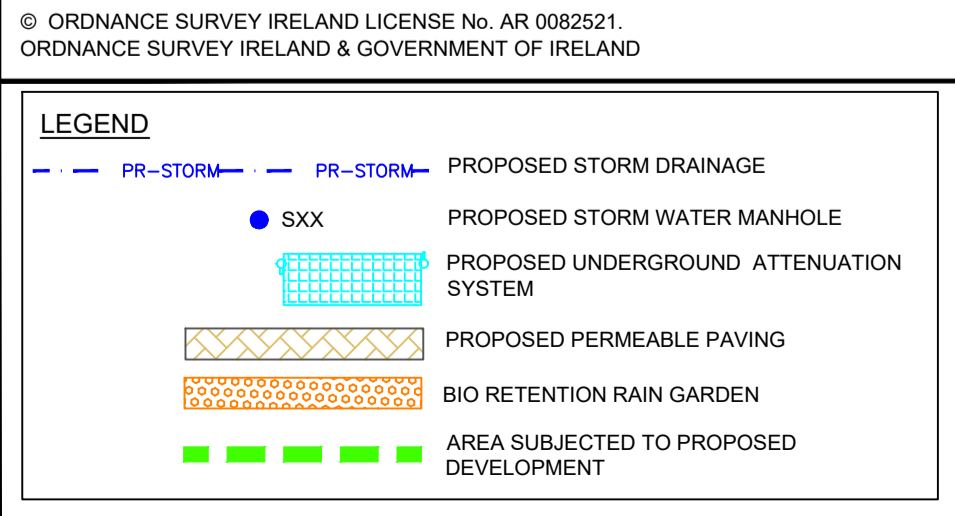 © ORDNANCE SURVEY IRELAND LICENSE No. AR 0082521.
ORDNANCE SURVEY IRELAND & GOVERNMENT OF IRELAND
LEGEND
PR-STORM PR-STORM PROPOSED STORM DRAINAGE
SXX PROPOSED STORM WATER MANHOLE
PROPOSED UNDERGROUND ATTENUATION
SYSTEM
PROPOSED PERMEABLE PAVING
BIO RETENTION RAIN GARDEN
AREA SUBJECTED TO PROPOSED
DEVELOPMENT